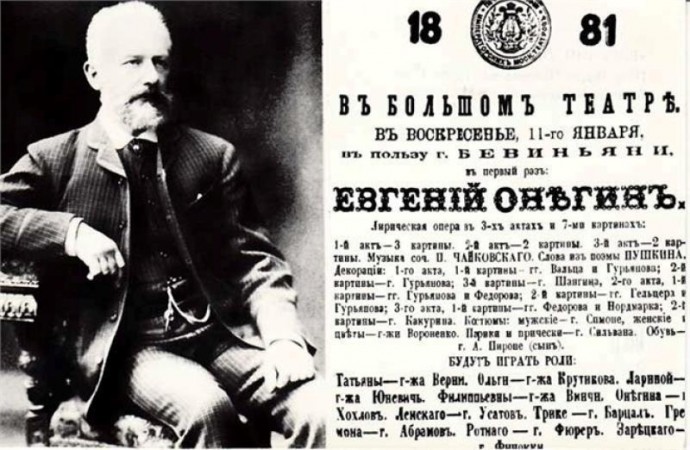 18 81
ВЪ БОЛЬШОМЪ ТЕАТРѢ.
ВЪ ВОСКРЕСЕНЬЕ, 11-го ЯНВАРЯ,
въ пользу г. БЕВИНЬЯНИ,
въ первый разъ:
ЕВГЕНІЙ ОНѢГИНЪ.
Лирическая опера въ 3-хъ актахъ и 7-ми картинахъ:
1-й актъ—3 картины. 2-й актъ—2 картины. 3-й актъ—2 кар-
тины. Музыка соч. П. ЧАЙКОВСКАГО. Слова изъ поэмы ПУШКИНА.
Декораціи: 1-го акта, 1-й картины— гг. Вальца и Гурьянова; 2-й
картины—г. Гурьянова; 3-й картины— г. Шангина, 2-го акта, 1-й
картины—гг. Гурьянова и Федорова; 2-й картины—гг. Гельцера и
Гурьянова; 3-го акта, 1-й картины—гг. Федорова и Нордмарка; 2-й
картины—г. Какурина. Костюмы: мужскіе— г. Симоне, женскіе и
цвѣты—г-жи Вороненко. Парики и прически—г. Сильвана. Обувь—
г. А. Пироне (сынъ).
БУДУТЪ ИГРАТЬ РОЛИ:
Татьяны—г-жа Верни. Ольги—г-жа Крутикова. Лариной—
г-жа Юневичъ. Филиппьевны—г-жа Винчи. Онѣгина—г
Хохловъ. Ленскаго—г. Усатовъ. Трике—г. Барцалъ. Гре
мона—г. Абрамовъ. Ротнаго—г. Фюреръ. Зарѣцкаго—